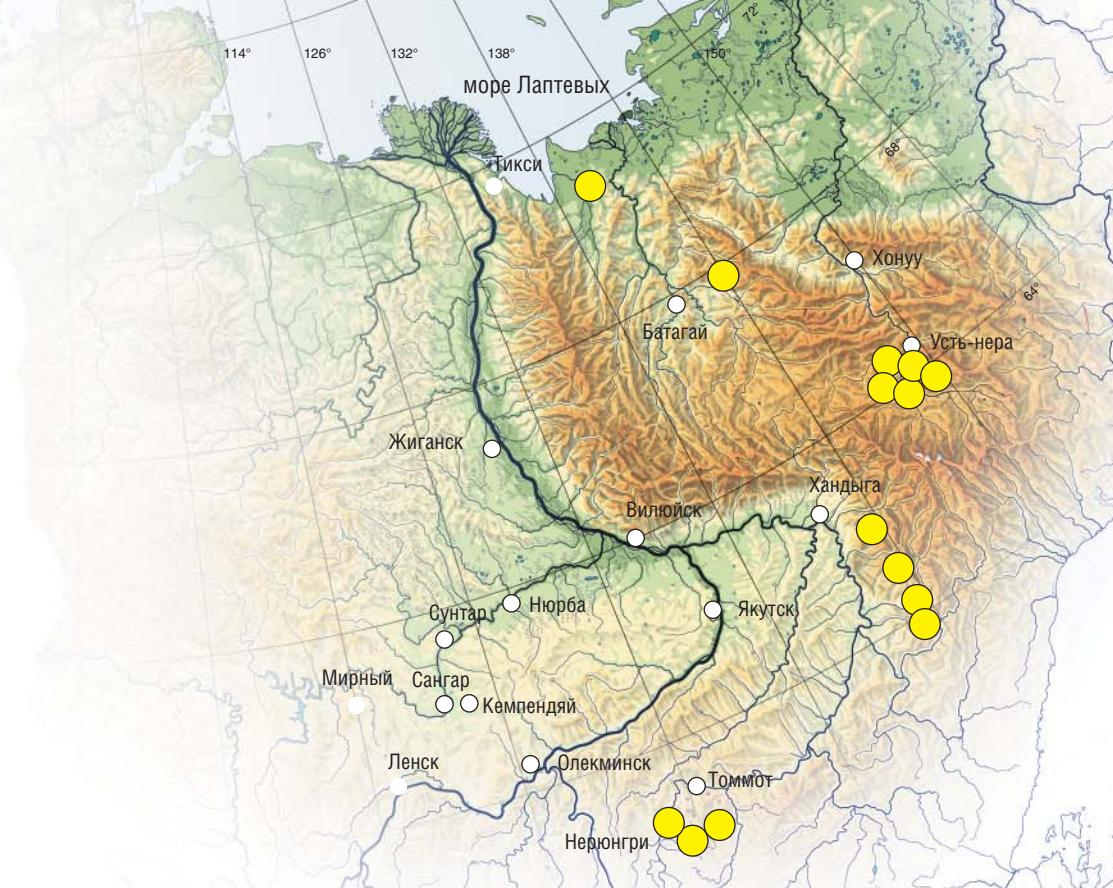 72°
114°
126°
132°
138°
150°
море Лаптевых
68°
Тикси
Хонуу
64°
Батагай
Усть-нера
Жиганск
Хандыга
Вилюйск
Нюрба
Якутск
Сунтар
Мирный
Сангар
Кемпендяй
Ленск
Олекминск
Томмот
Нерюнгри